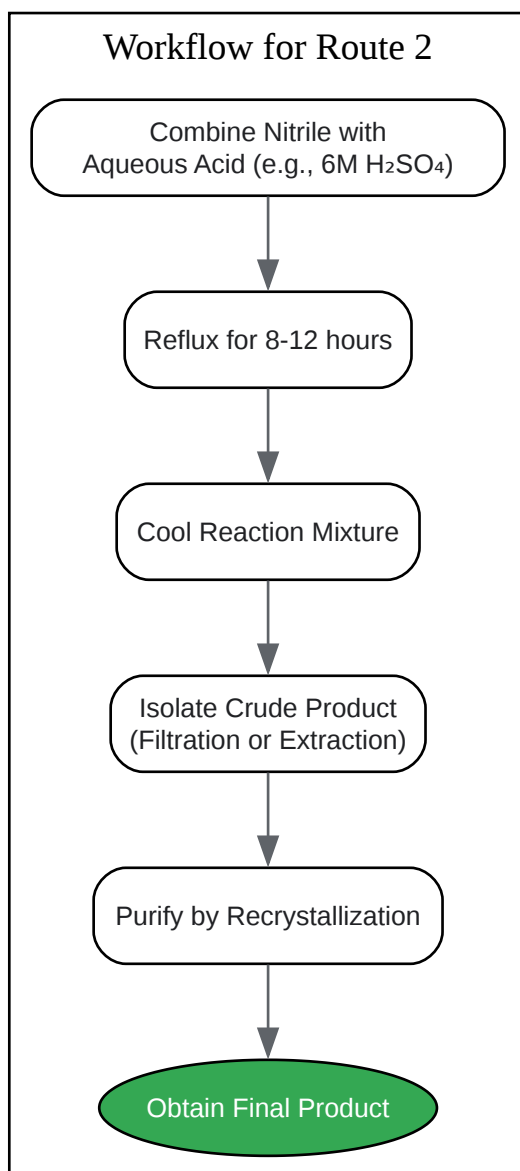 Workflow for Route 2
Combine Nitrile with
Aqueous Acid (e.g., 6M H₂SO₄)
Reflux for 8-12 hours
Cool Reaction Mixture
Isolate Crude Product
(Filtration or Extraction)
Purify by Recrystallization
Obtain Final Product